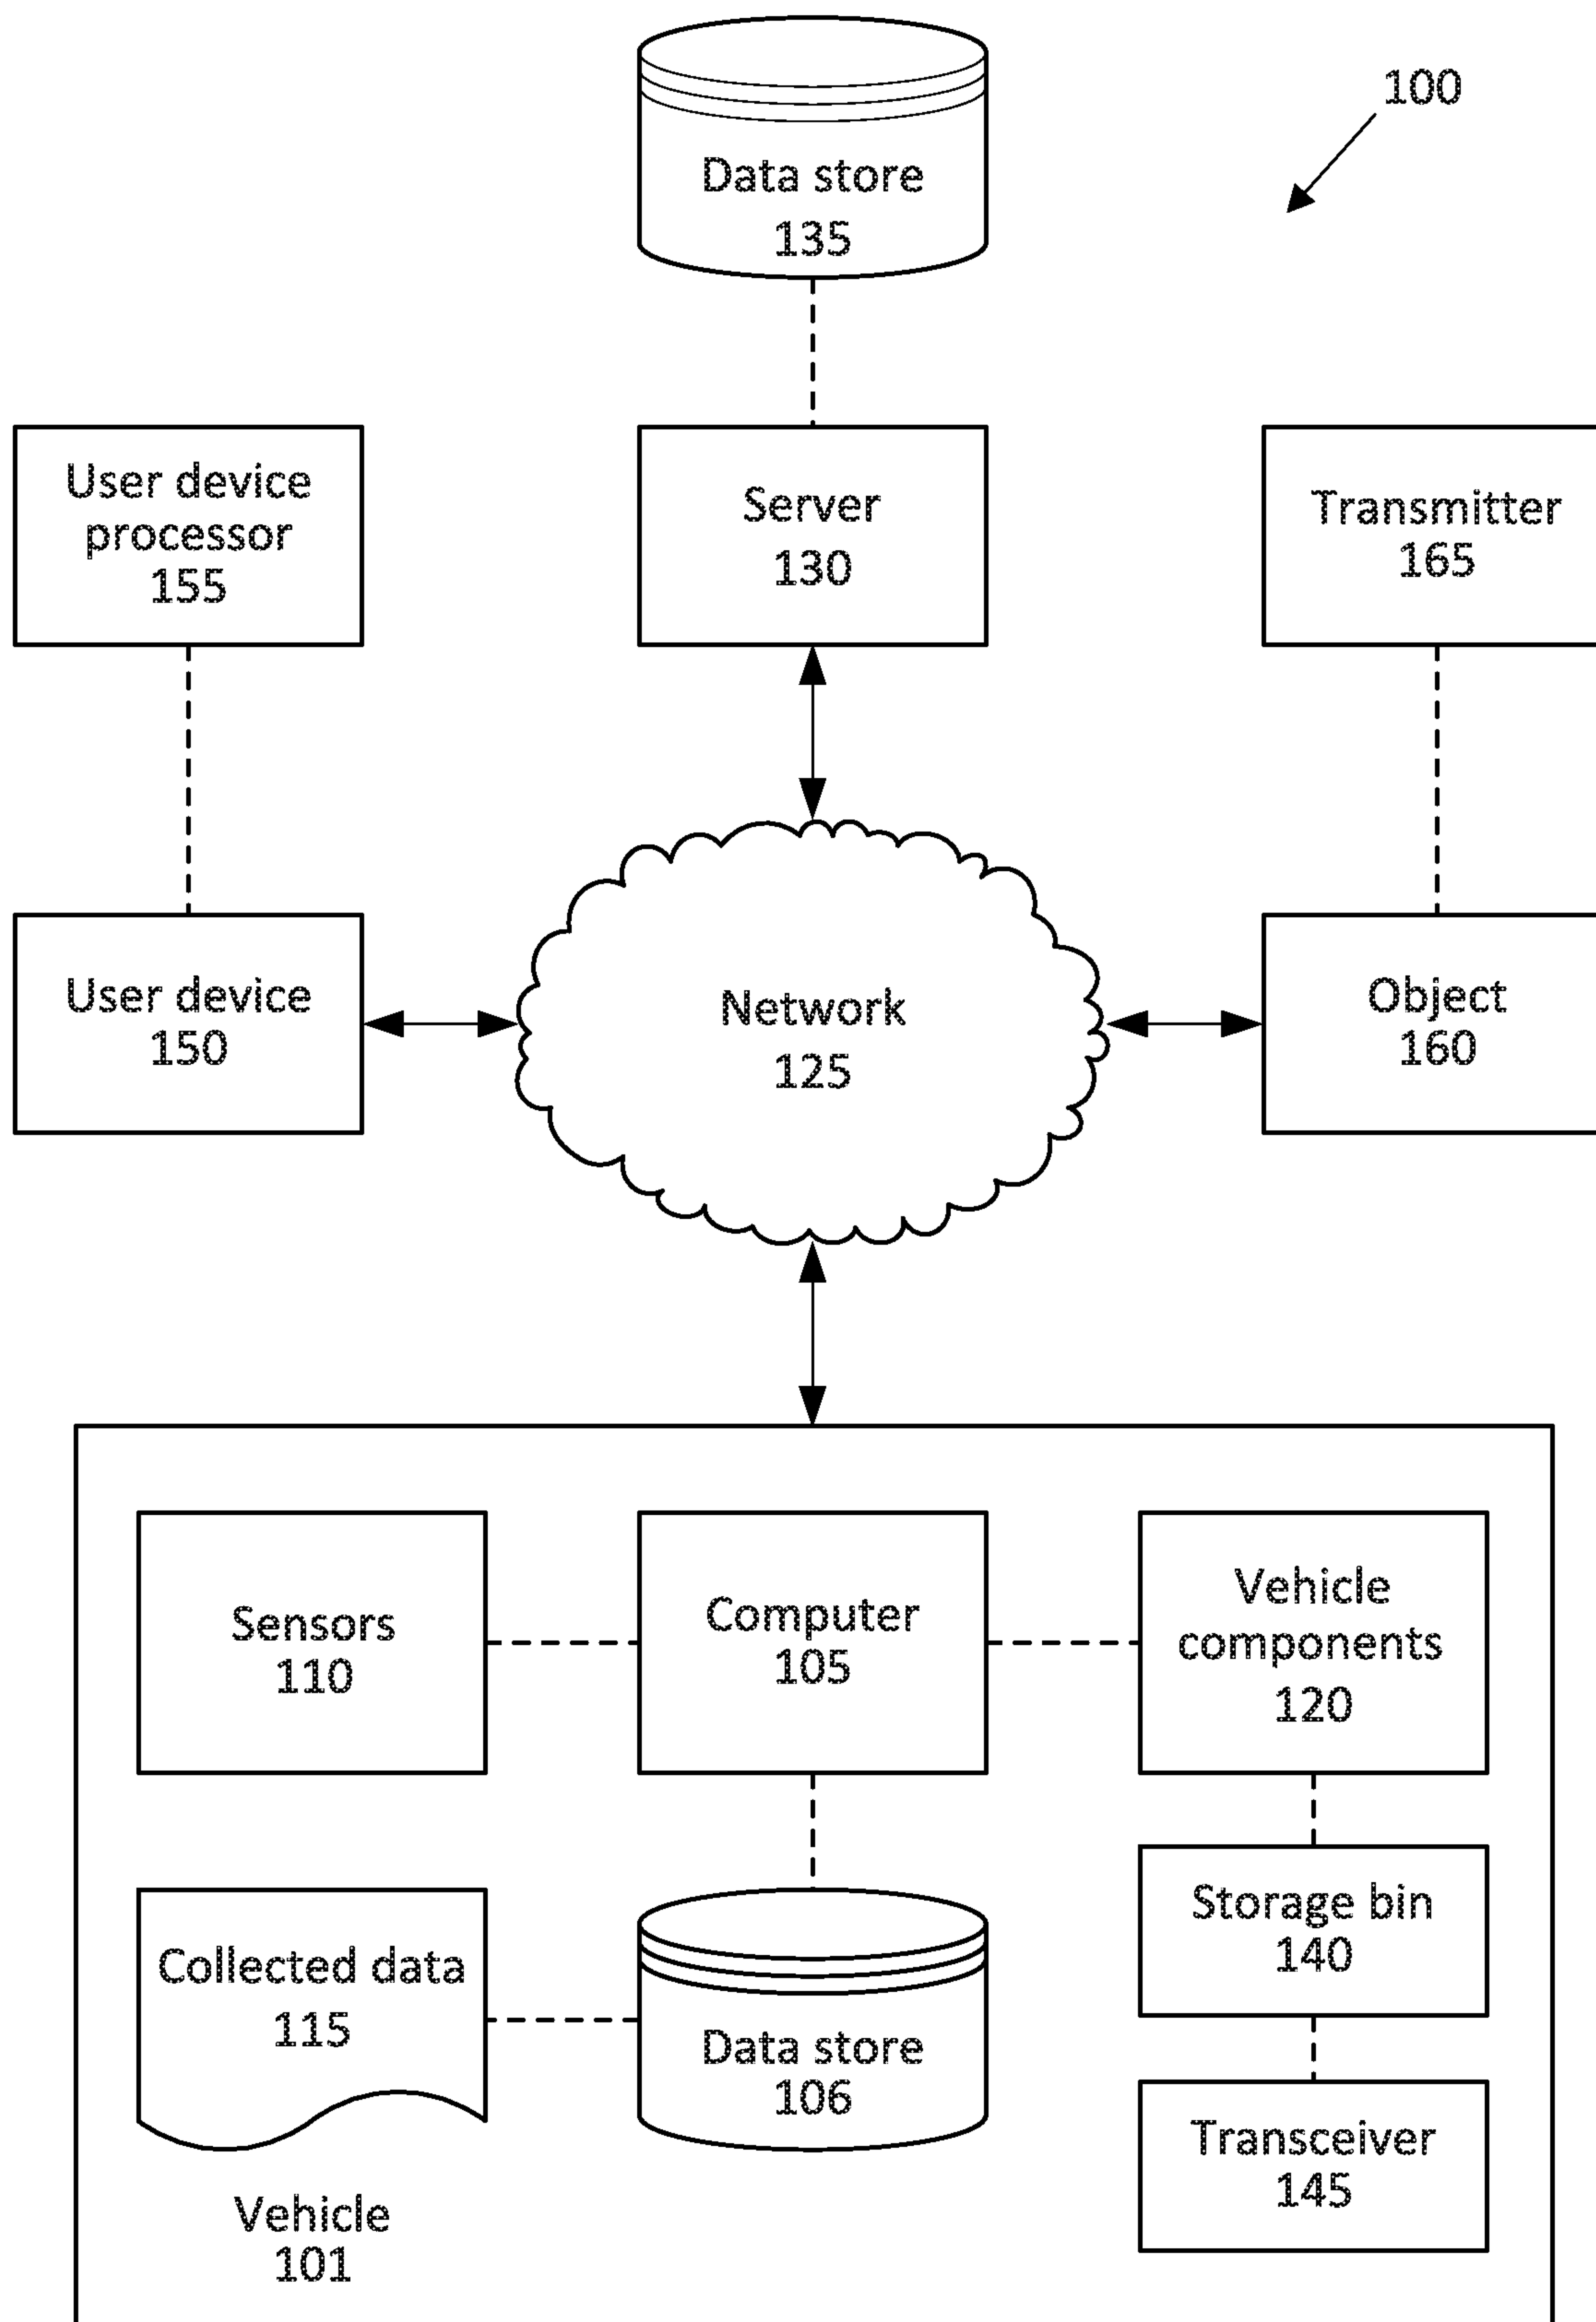 100
Data store
135
User device
processor
155
Server
130
Transmitter
165
User device
150
Network
125
Object
160
Sensors
110
Computer
105
Vehicle
components
120
Collected data
115
Data store
106
Storage bin
140
Transceiver
145
Vehicle
101